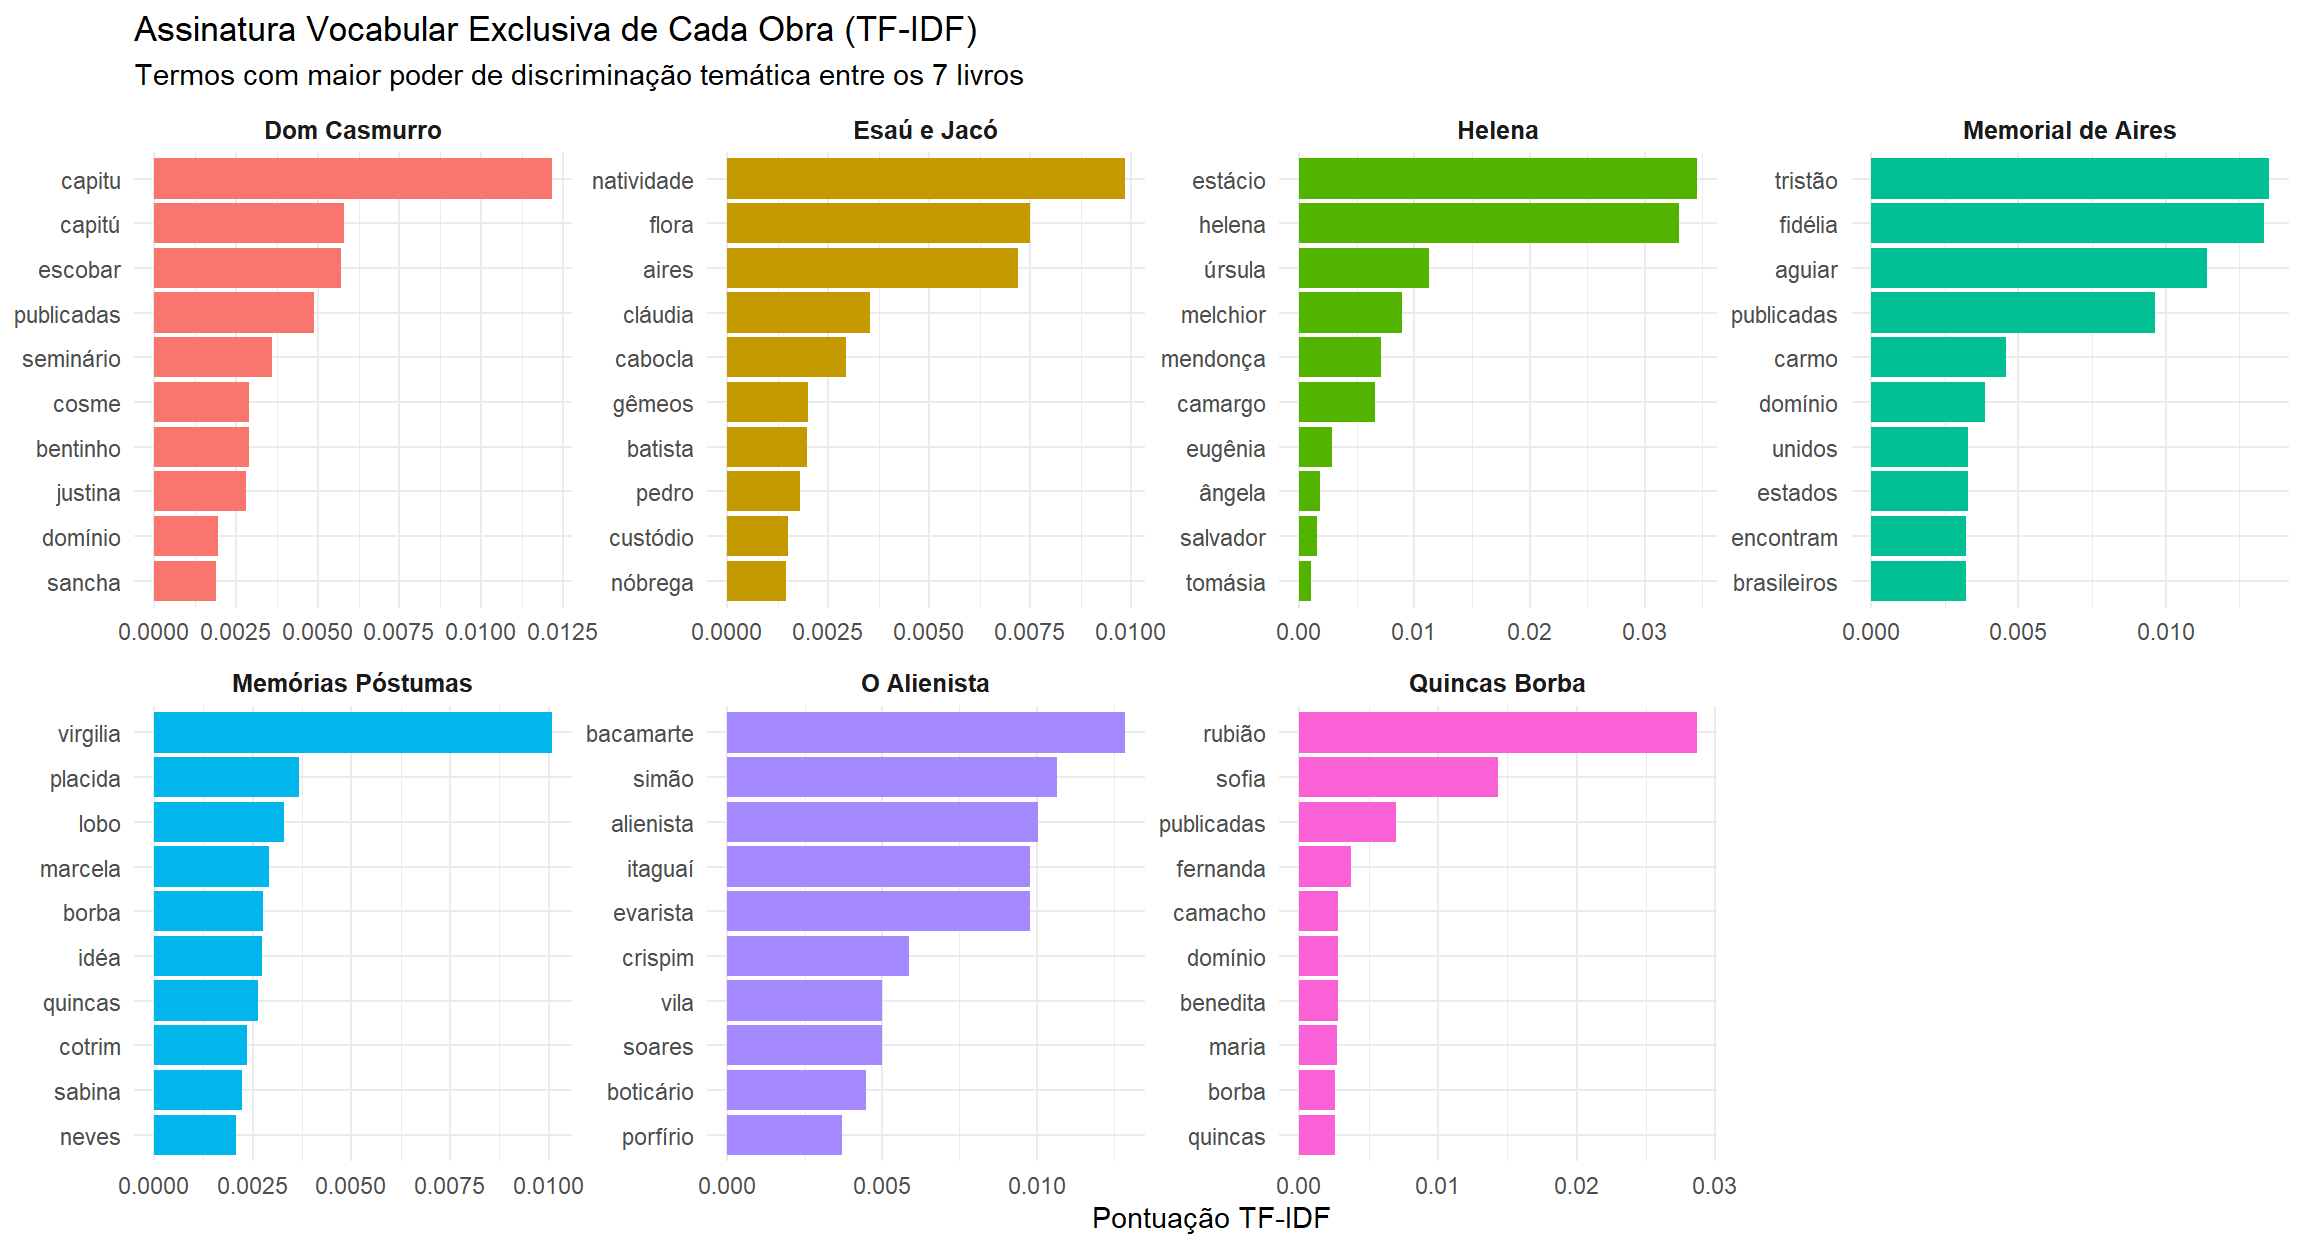 Assinatura Vocabular Exclusiva de Cada Obra (TF-IDF)
Termos com maior poder de discriminação temática entre os 7 livros
Dom Casmurro
capitu
capitú
escobar
publicadas
seminário
cosme
bentinho
justina
domínio
sancha
0.0000 0.0025 0.0050 0.0075 0.0100 0.0125
Esaú e Jacó
natividade
flora
aires
cláudia
cabocla
gêmeos
batista
pedro
custódio
nóbrega
0.0000 0.0025 0.0050 0.0075 0.0100
Helena
estácio
helena
úrsula
melchior
mendonça
camargo
eugênia
ângela
salvador
tomásia
0.00 0.01 0.02 0.03
Memorial de Aires
tristão
fidélia
aguiar
publicadas
carmo
domínio
unidos
estados
encontram
brasileiros
0.000 0.005 0.010
Memórias Póstumas
virgilia
placida
lobo
marcela
borba
idéa
quincas
cotrim
sabina
neves
0.0000 0.0025 0.0050 0.0075 0.0100
O Alienista
bacamarte
simão
alienista
itaguaí
evarista
crispim
vila
soares
boticário
porfírio
0.000 0.005 0.010
Quincas Borba
rubião
sofia
publicadas
fernanda
camacho
domínio
benedita
maria
borba
quincas
0.00 0.01 0.02 0.03
Pontuação TF-IDF